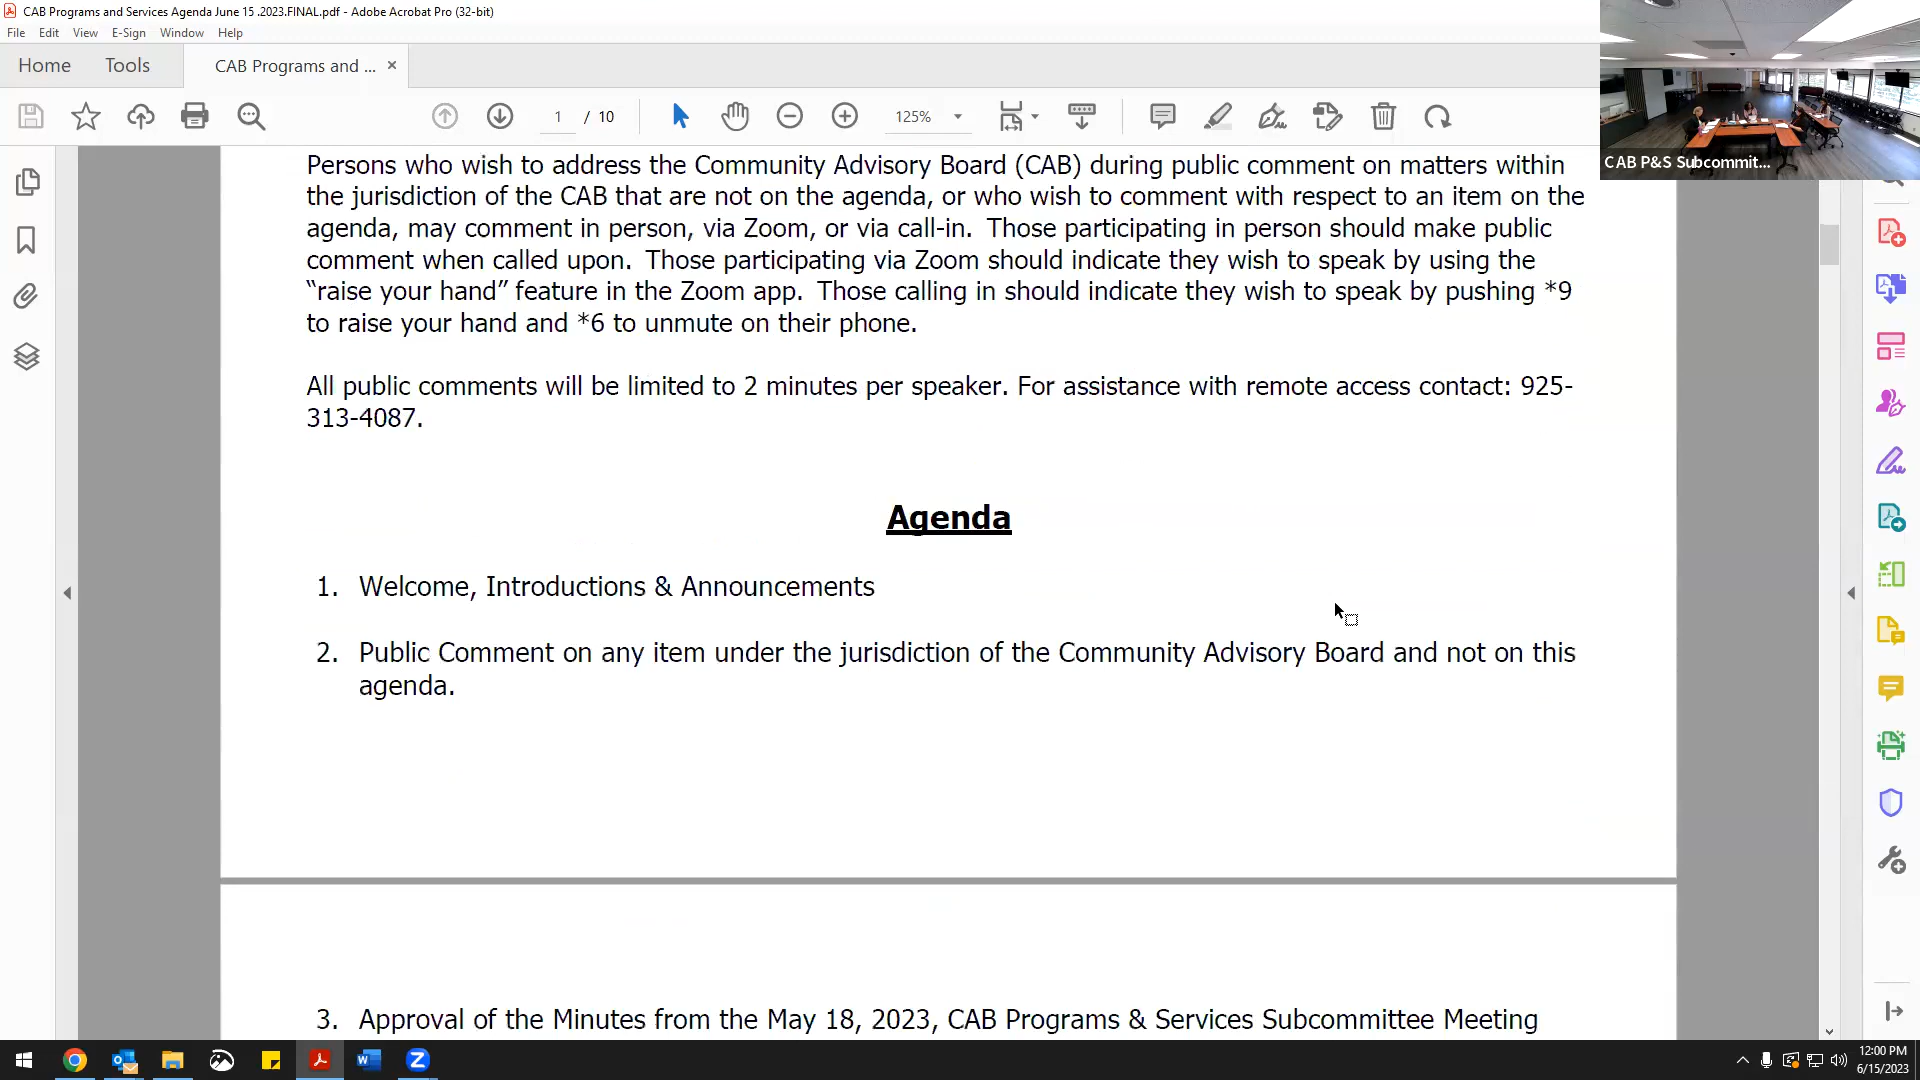 CAB Programs and Services Agenda June 15 .2023.FINAL.pdf - Adobe Acrobat Pro (32-bit)
File Edit View E-Sign Window Help
Home Tools CAB Programs and ... ×
1 / 10 125%
CAB P&S Subcommit...
Persons who wish to address the Community Advisory Board (CAB) during public comment on matters within
the jurisdiction of the CAB that are not on the agenda, or who wish to comment with respect to an item on the
agenda, may comment in person, via Zoom, or via call-in. Those participating in person should make public
comment when called upon. Those participating via Zoom should indicate they wish to speak by using the
“raise your hand” feature in the Zoom app. Those calling in should indicate they wish to speak by pushing *9
to raise your hand and *6 to unmute on their phone.
All public comments will be limited to 2 minutes per speaker. For assistance with remote access contact: 925-
313-4087.
Agenda
1. Welcome, Introductions & Announcements
2. Public Comment on any item under the jurisdiction of the Community Advisory Board and not on this
agenda.
3. Approval of the Minutes from the May 18, 2023, CAB Programs & Services Subcommittee Meeting
12:00 PM
6/15/2023